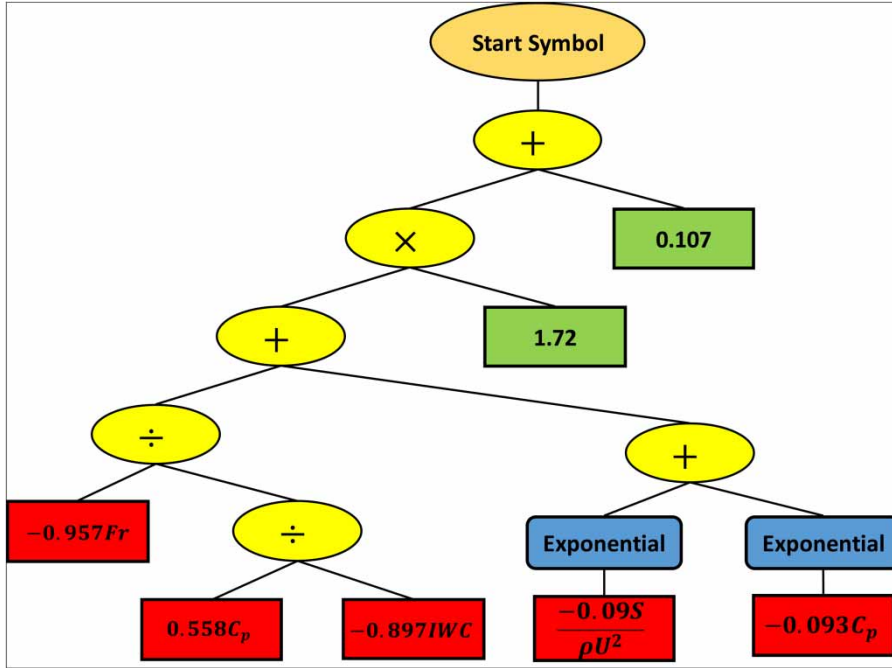 Start Symbol
+
×
0.107
+
1.72
÷
+
−0.957Fr
÷
Exponential
Exponential
0.558C_p
−0.897IWC
−0.09S
ρU²
−0.093C_p